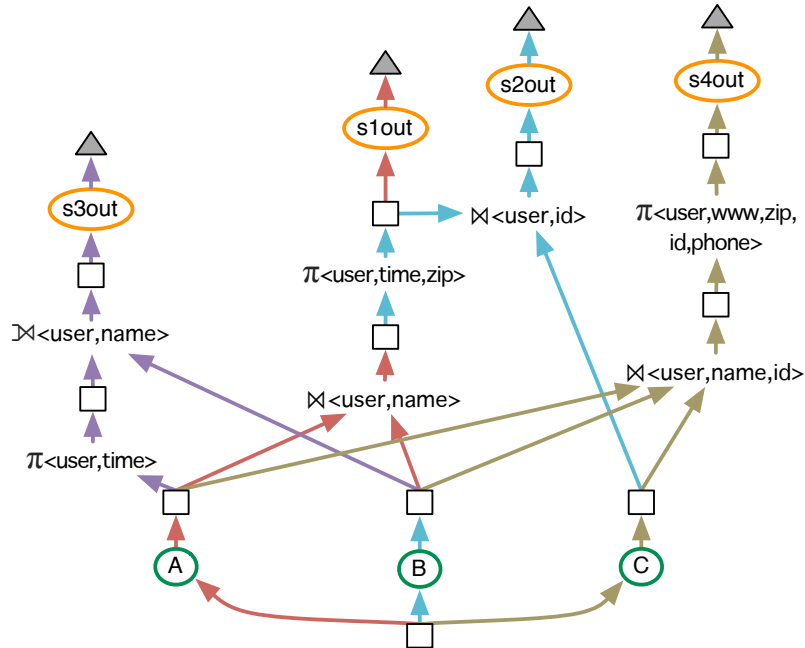 s2out
s4out
s1out
s3out
π<user,www,zip,
id,phone>
⋈<user,id>
π<user,time,zip>
⟕<user,name>
⋈<user,name,id>
⋈<user,name>
π<user,time>
A
B
C